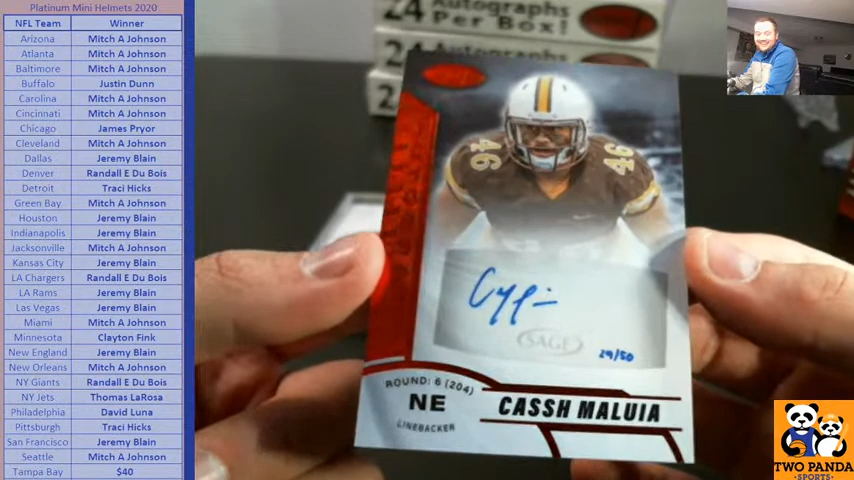 Platinum Mini Helmets 2020
NFL Team Winner
Arizona Mitch A Johnson
Atlanta Mitch A Johnson
Baltimore Mitch A Johnson
Buffalo Justin Dunn
Carolina Mitch A Johnson
Cincinnati Mitch A Johnson
Chicago James Pryor
Cleveland Mitch A Johnson
Dallas Jeremy Blain
Denver Randall E Du Bois
Detroit Traci Hicks
Green Bay Mitch A Johnson
Houston Jeremy Blain
Indianapolis Jeremy Blain
Jacksonville Mitch A Johnson
Kansas City Jeremy Blain
LA Chargers Randall E Du Bois
LA Rams Jeremy Blain
Las Vegas Jeremy Blain
Miami Mitch A Johnson
Minnesota Clayton Fink
New England Jeremy Blain
New Orleans Mitch A Johnson
NY Giants Randall E Du Bois
NY Jets Thomas LaRosa
Philadelphia David Luna
Pittsburgh Traci Hicks
San Francisco Jeremy Blain
Seattle Mitch A Johnson
Tampa Bay $40
24 Autographs
Per Box!
24
2
46 46
SAGE
29/50
ROUND: 6 (204)
NE
LINEBACKER
CASSH MALUIA
TWO PANDA
SPORTS